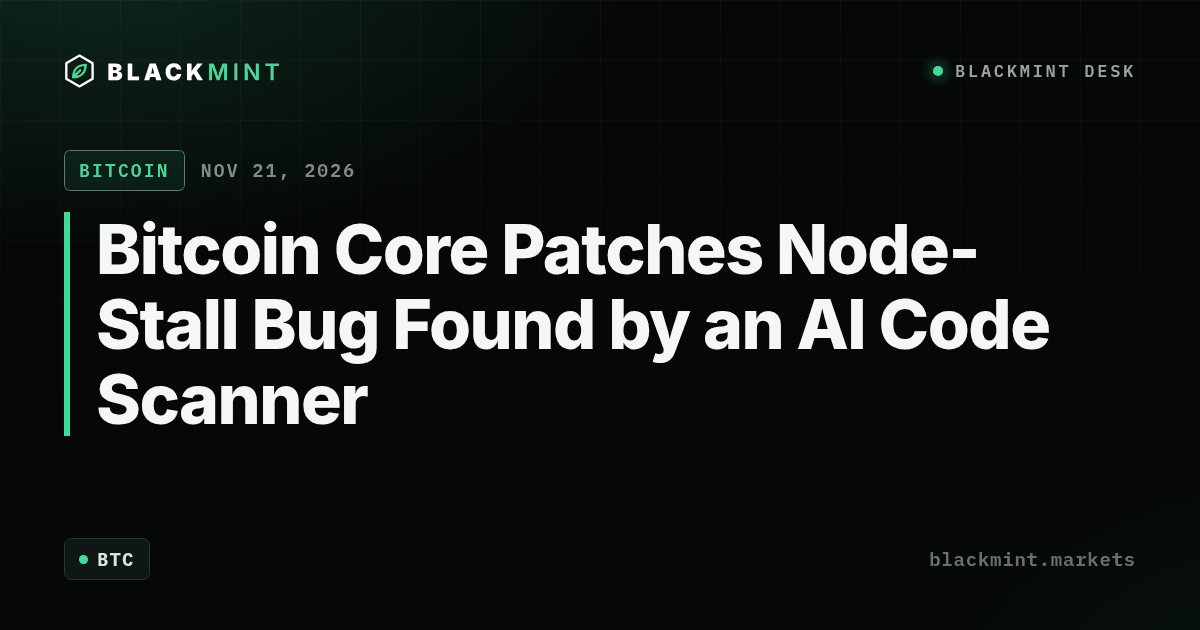 BLACKMINT
BLACKMINT DESK
BITCOIN
NOV 21, 2026
Bitcoin Core Patches Node-
Stall Bug Found by an AI Code
Scanner
BTC
blackmint.markets